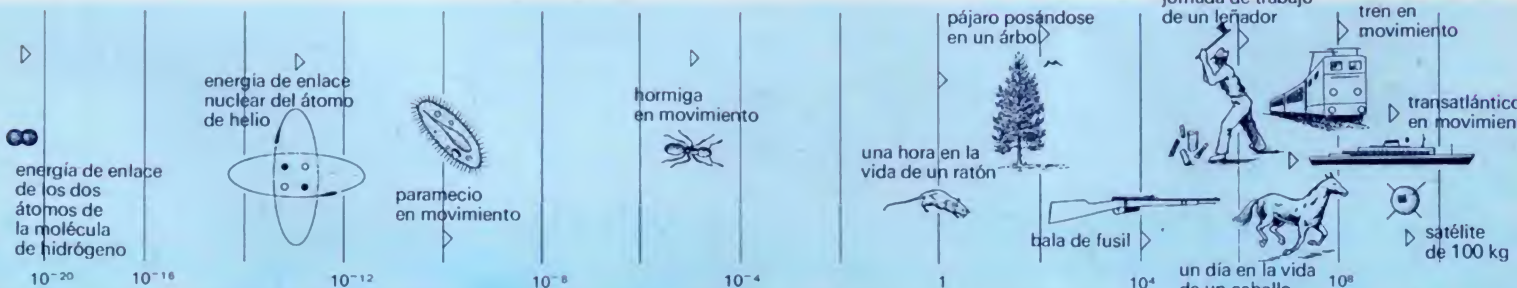 energía de enlace
de los dos
átomos de
la molécula
de hidrógeno
energía de enlace
nuclear del átomo
de helio
paramecio
en movimiento
hormiga
en movimiento
una hora en la
vida de un ratón
pájaro posándose
en un árbol
bala de fusil
jornada de trabajo
de un leñador
tren en
movimiento
transatlántico
en movimien
satélite
de 100 kg
un día en la vida
de un caballo
10⁻²⁰ 10⁻¹⁶ 10⁻¹² 10⁻⁸ 10⁻⁴ 1 10⁴ 10⁸